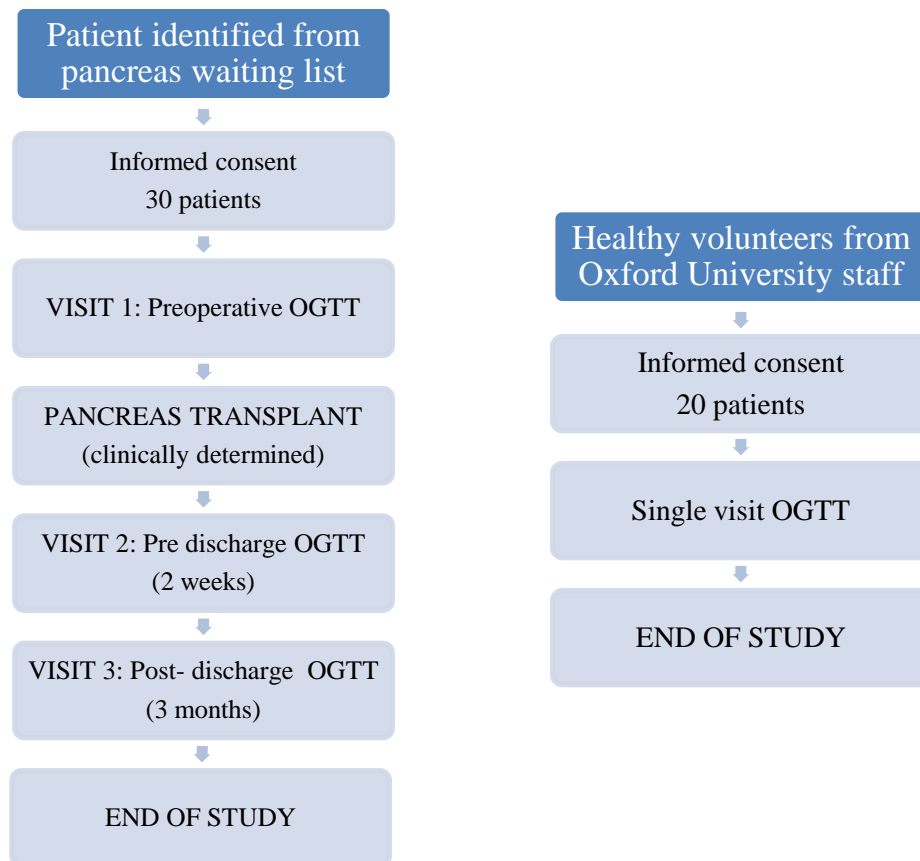 Patient identified from
pancreas waiting list
Informed consent
30 patients
VISIT 1: Preoperative OGTT
PANCREAS TRANSPLANT
(clinically determined)
VISIT 2: Pre discharge OGTT
(2 weeks)
VISIT 3: Post- discharge  OGTT
(3 months)
END OF STUDY
Healthy volunteers from
Oxford University staff
Informed consent
20 patients
Single visit OGTT
END OF STUDY